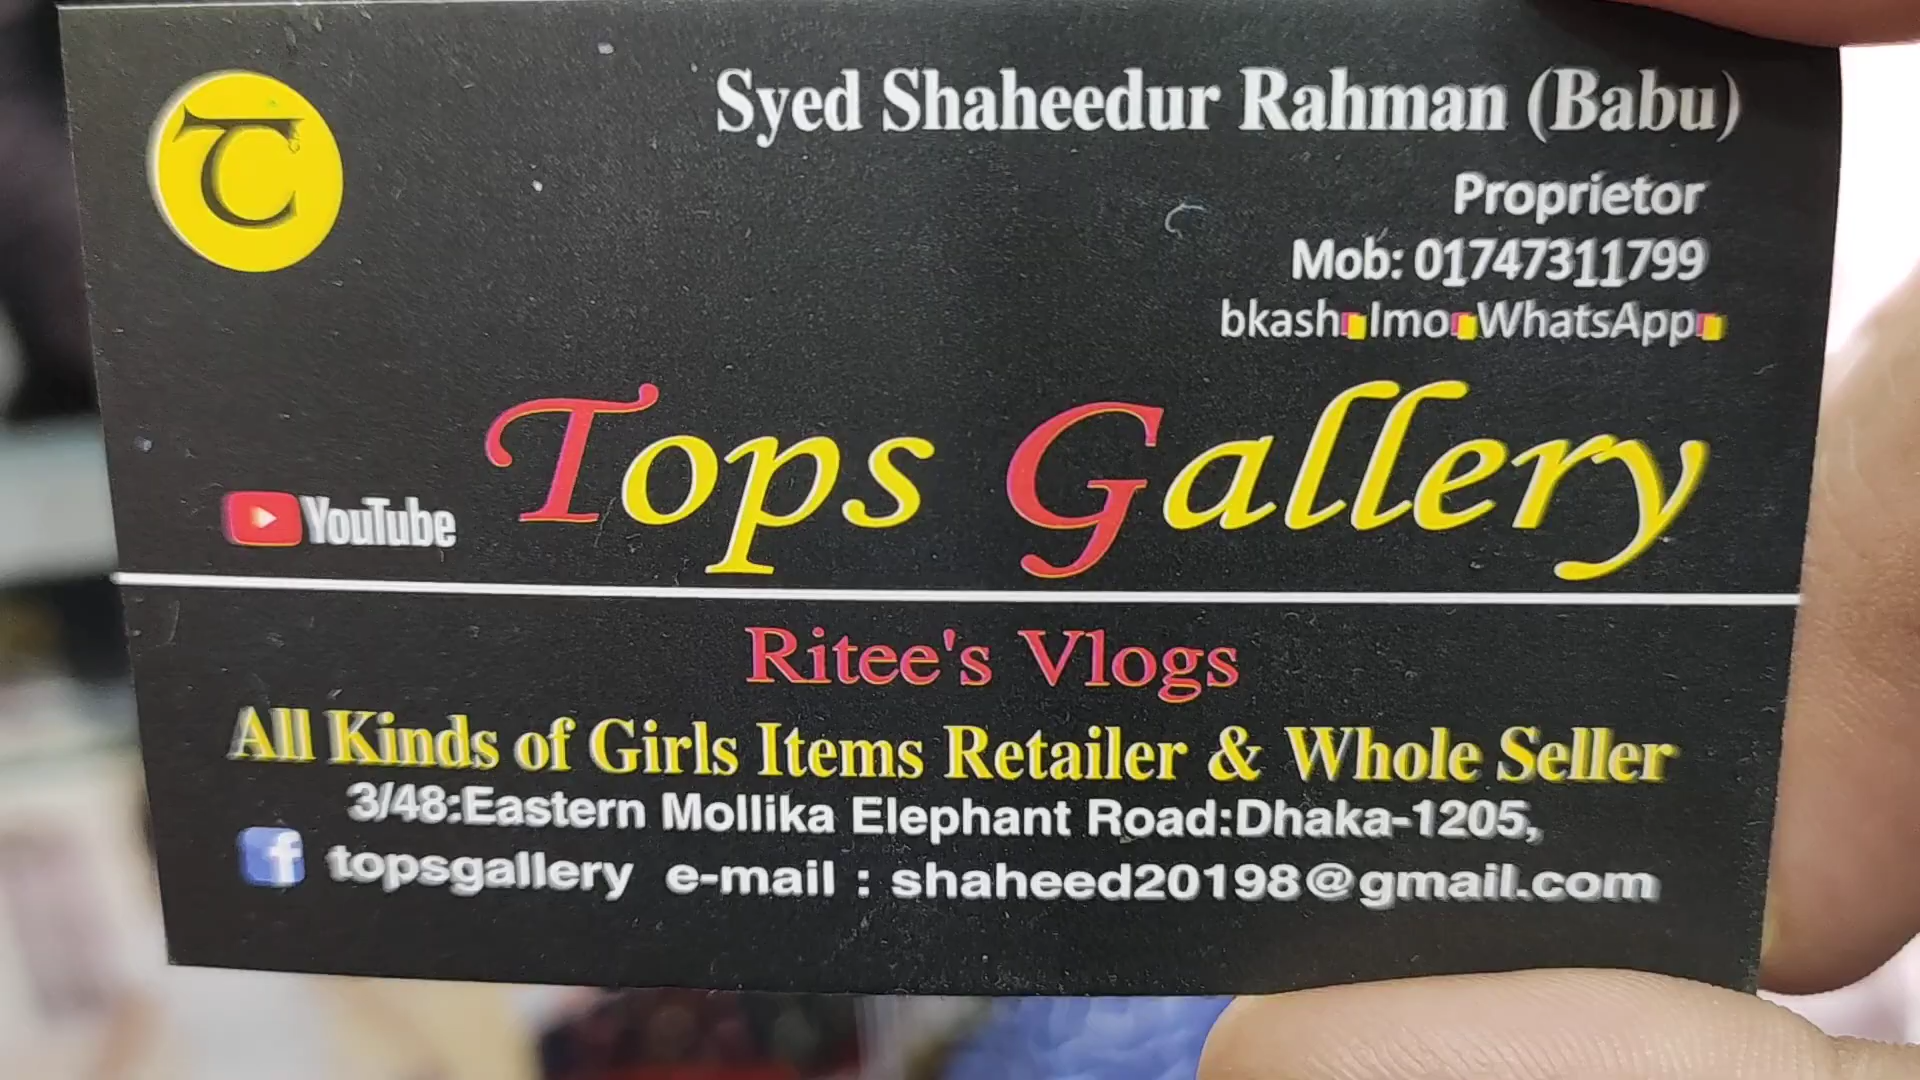 Syed Shaheedur Rahman (Babu)
Proprietor
Mob: 01747311799
bkash Imo WhatsApp
YouTube Tops Gallery
Ritee's Vlogs
All Kinds of Girls Items Retailer & Whole Seller
3/48:Eastern Mollika Elephant Road:Dhaka-1205,
f topsgallery e-mail : shaheed20198@gmail.com